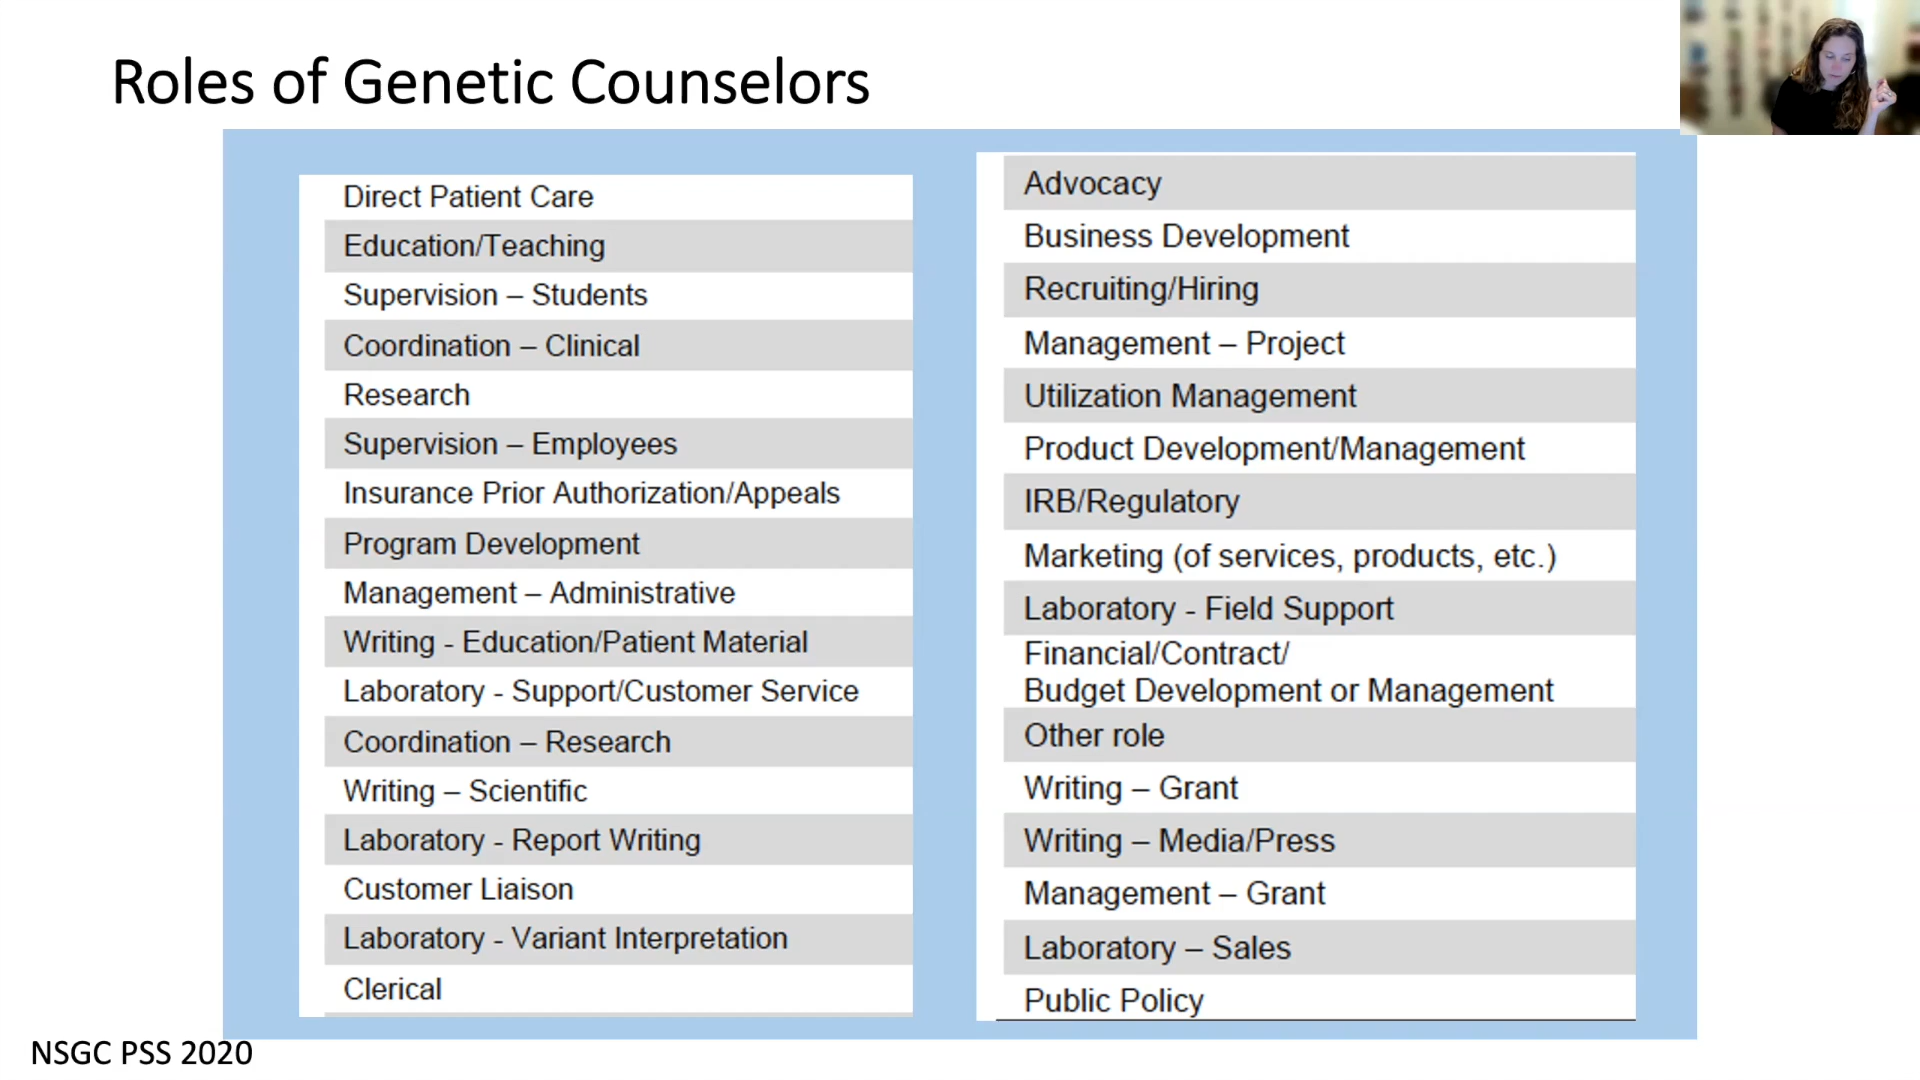 Roles of Genetic Counselors
Direct Patient Care
Education/Teaching
Supervision – Students
Coordination – Clinical
Research
Supervision – Employees
Insurance Prior Authorization/Appeals
Program Development
Management – Administrative
Writing - Education/Patient Material
Laboratory - Support/Customer Service
Coordination – Research
Writing – Scientific
Laboratory - Report Writing
Customer Liaison
Laboratory - Variant Interpretation
Clerical
Advocacy
Business Development
Recruiting/Hiring
Management – Project
Utilization Management
Product Development/Management
IRB/Regulatory
Marketing (of services, products, etc.)
Laboratory - Field Support
Financial/Contract/
Budget Development or Management
Other role
Writing – Grant
Writing – Media/Press
Management – Grant
Laboratory – Sales
Public Policy
NSGC PSS 2020